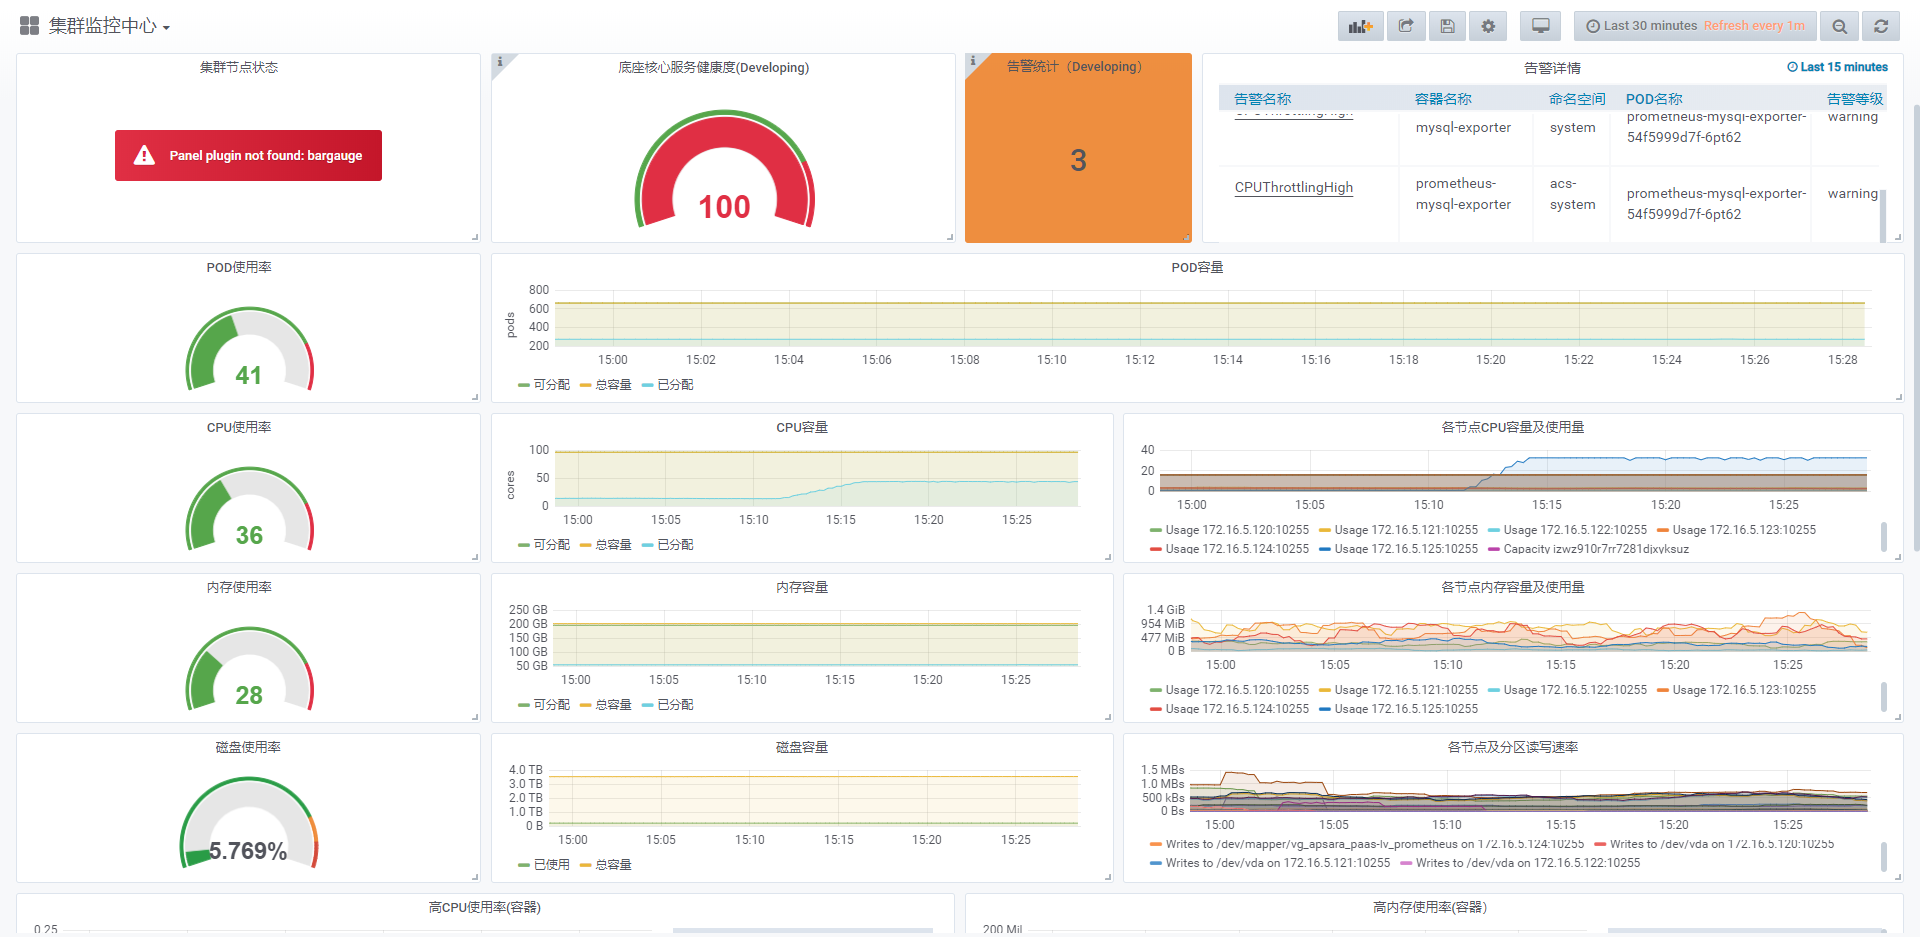 集群监控中心
Last 30 minutes Refresh every 1m
集群节点状态
Panel plugin not found: bargauge
底座核心服务健康度(Developing)
100
告警统计（Developing）
3
告警详情
Last 15 minutes
告警名称 容器名称 命名空间 POD名称 告警等级
CPUThrottlingHigh mysql-exporter system prometheus-mysql-exporter-54f5999d7f-6pt62 warning
CPUThrottlingHigh prometheus-mysql-exporter acs-system prometheus-mysql-exporter-54f5999d7f-6pt62 warning
POD使用率
41
POD容量
pods
800
600
400
200
15:00 15:02 15:04 15:06 15:08 15:10 15:12 15:14 15:16 15:18 15:20 15:22 15:24 15:26 15:28
可分配 总容量 已分配
CPU使用率
36
CPU容量
cores
100
50
0
15:00 15:05 15:10 15:15 15:20 15:25
可分配 总容量 已分配
各节点CPU容量及使用量
40
20
0
15:00 15:05 15:10 15:15 15:20 15:25
Usage 172.16.5.120:10255 Usage 172.16.5.121:10255 Usage 172.16.5.122:10255 Usage 172.16.5.123:10255
Usage 172.16.5.124:10255 Usage 172.16.5.125:10255 Capacity izwz910r7rr7281djxyksuz
内存使用率
28
内存容量
250 GB
200 GB
150 GB
100 GB
50 GB
15:00 15:05 15:10 15:15 15:20 15:25
可分配 总容量 已分配
各节点内存容量及使用量
1.4 GiB
954 MiB
477 MiB
0 B
15:00 15:05 15:10 15:15 15:20 15:25
Usage 172.16.5.120:10255 Usage 172.16.5.121:10255 Usage 172.16.5.122:10255 Usage 172.16.5.123:10255
Usage 172.16.5.124:10255 Usage 172.16.5.125:10255
磁盘使用率
5.769%
磁盘容量
4.0 TB
3.0 TB
2.0 TB
1.0 TB
0 B
15:00 15:05 15:10 15:15 15:20 15:25
已使用 总容量
各节点及分区读写速率
1.5 MBs
1.0 MBs
500 kBs
0 Bs
15:00 15:05 15:10 15:15 15:20 15:25
Writes to /dev/mapper/vg_apsara_paas-lv_prometheus on 172.16.5.124:10255 Writes to /dev/vda on 172.16.5.120:10255
Writes to /dev/vda on 172.16.5.121:10255 Writes to /dev/vda on 172.16.5.122:10255
高CPU使用率(容器)
0.25
高内存使用率(容器)
200 Mil